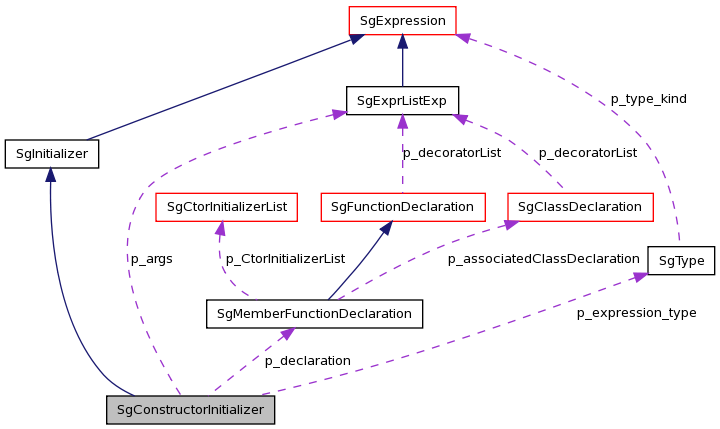 SgExpression
SgExprListExp
p_type_kind
SgInitializer
p_decoratorList
p_decoratorList
SgCtorInitializerList
SgFunctionDeclaration
SgClassDeclaration
p_args
p_CtorInitializerList
p_associatedClassDeclaration
SgType
SgMemberFunctionDeclaration
p_expression_type
p_declaration
SgConstructorInitializer